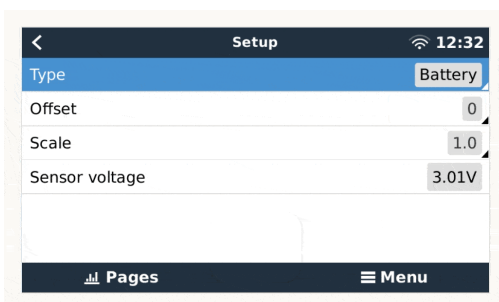 Setup 12:32
Type Battery
Offset 0
Scale 1.0
Sensor voltage 3.01V
Pages Menu